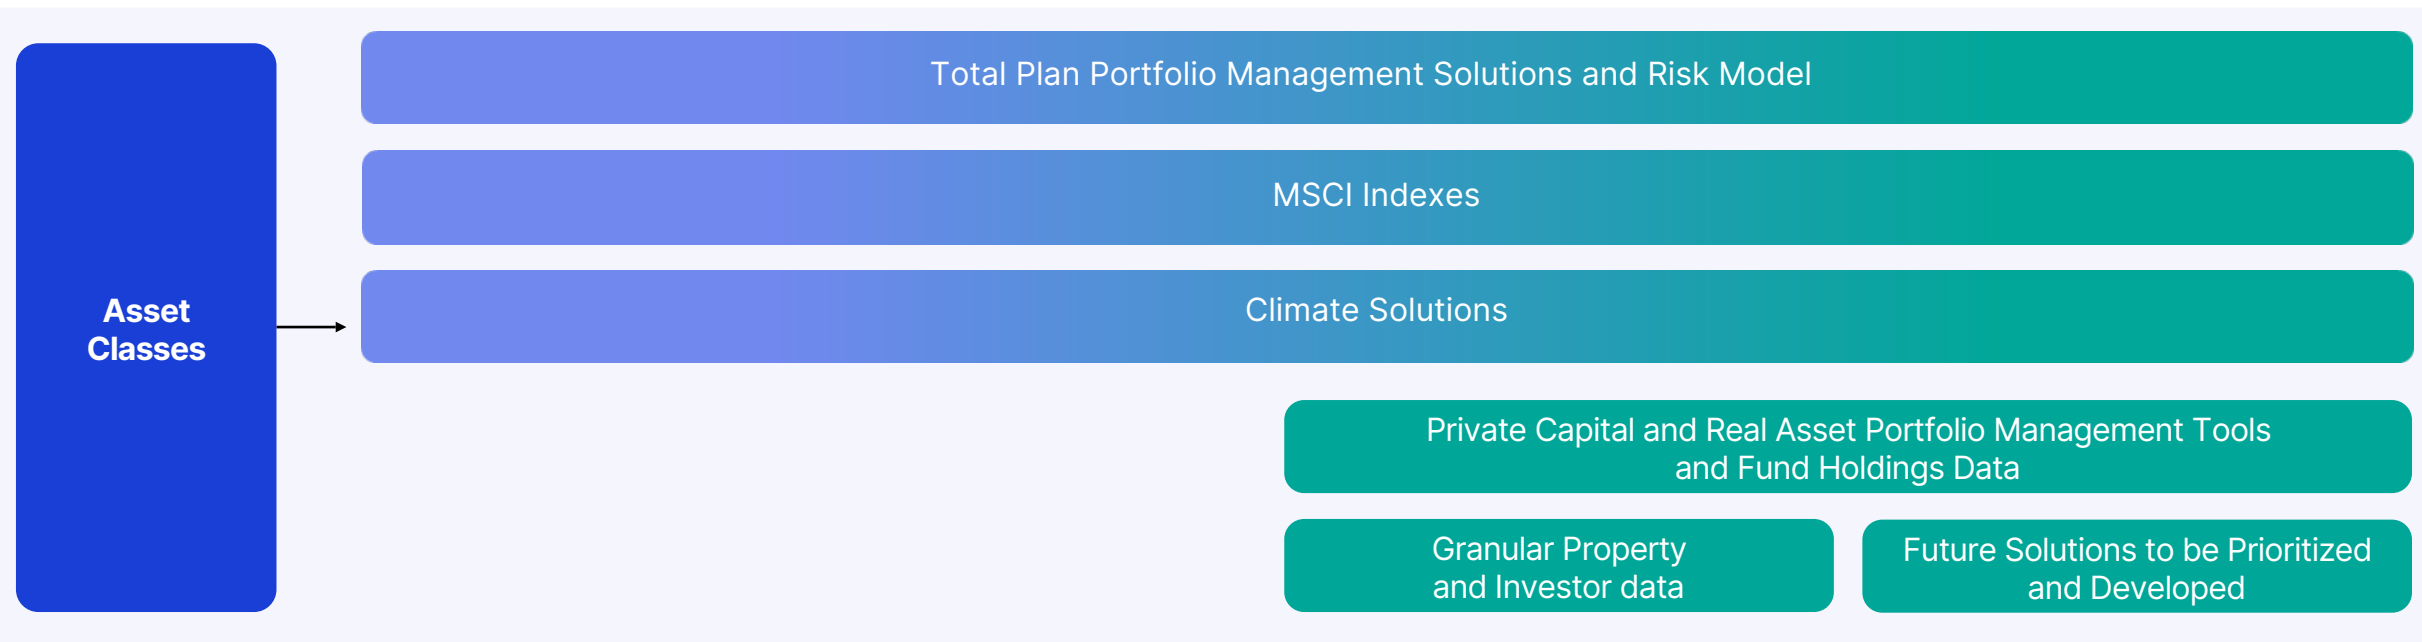 Total Plan Portfolio Management Solutions and Risk Model
MSCI Indexes
Asset
Classes
Climate Solutions
Private Capital and Real Asset Portfolio Management Tools
and Fund Holdings Data
Granular Property
and Investor data
Future Solutions to be Prioritized
and Developed